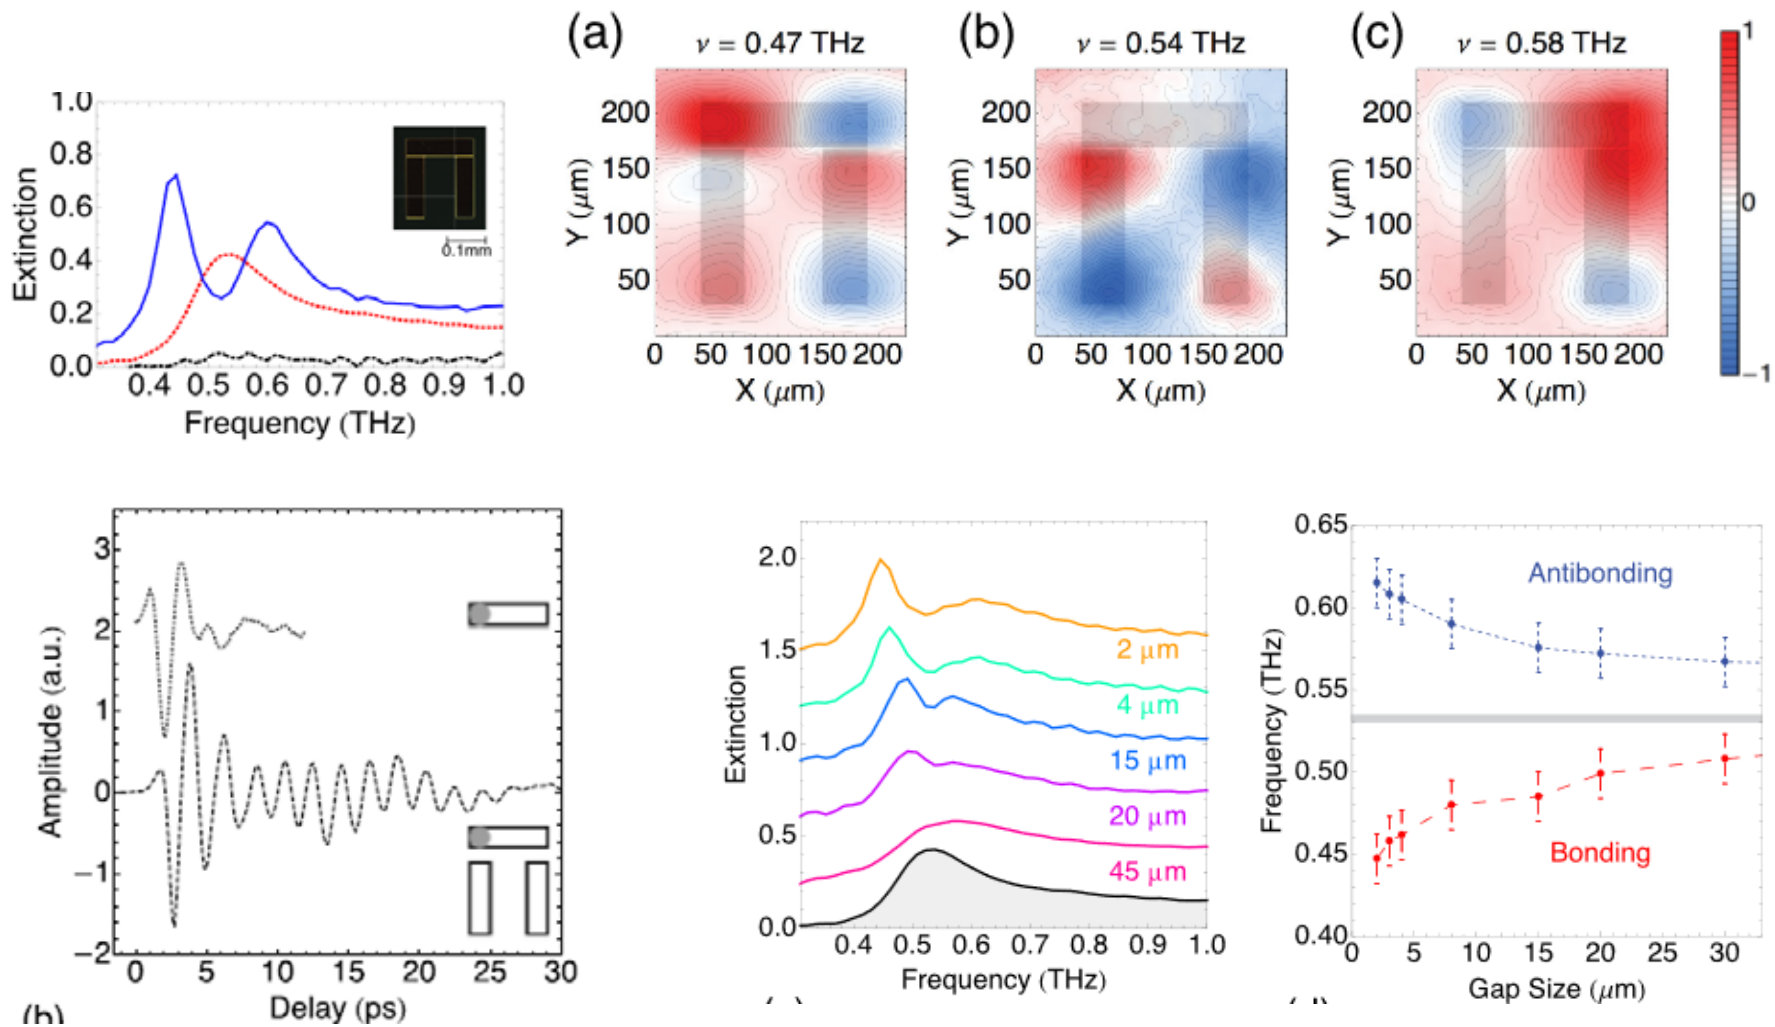 (a)
ν = 0.47 THz
(b)
ν = 0.54 THz
(c)
ν = 0.58 THz
1
0
−1
1.0
0.8
0.6
0.4
0.2
0.0
Extinction
0.1mm
0.4 0.5 0.6 0.7 0.8 0.9 1.0
Frequency (THz)
200
150
100
50
Y (μm)
0 50 100 150 200
X (μm)
200
150
100
50
Y (μm)
0 50 100 150 200
X (μm)
200
150
100
50
Y (μm)
0 50 100 150 200
X (μm)
3
2
1
0
−1
−2
Amplitude (a.u.)
0 5 10 15 20 25 30
Delay (ps)
(b)
2.0
1.5
1.0
0.5
0.0
Extinction
2 μm
4 μm
15 μm
20 μm
45 μm
0.4 0.5 0.6 0.7 0.8 0.9 1.0
Frequency (THz)
0.65
0.60
0.55
0.50
0.45
0.40
Frequency (THz)
Antibonding
Bonding
0 5 10 15 20 25 30
Gap Size (μm)